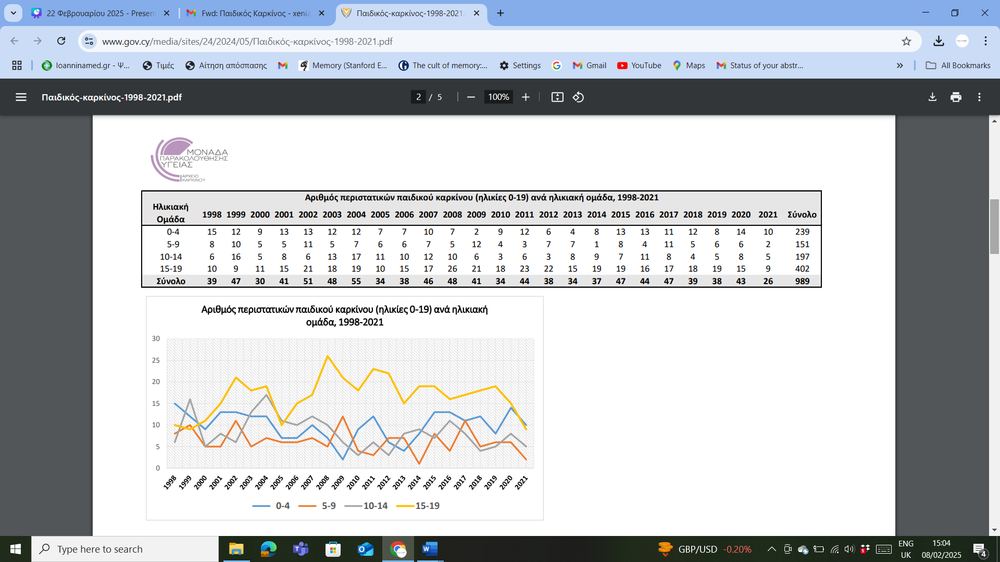 22 Φεβρουαρίου 2025 - Present
Fwd: Παιδικός Καρκίνος - xenia
Παιδικός-καρκίνος-1998-2021.
www.gov.cy/media/sites/24/2024/05/Παιδικός-καρκίνος-1998-2021.pdf
Ioanninamed.gr - Ψ... Τιμές Αίτηση απόσπασης Memory (Stanford E... The cult of memory:... Settings Gmail YouTube Maps Status of your abstr... » All Bookmarks
Παιδικός-καρκίνος-1998-2021.pdf 2 / 5 100%
ΜΟΝΑΔΑ
ΠΑΡΑΚΟΛΟΥΘΗΣΗΣ
ΥΓΕΙΑΣ
ΑΡΧΕΙΟ
ΚΑΡΚΙΝΟΥ
Αριθμός περιστατικών παιδικού καρκίνου (ηλικίες 0-19) ανά ηλικιακή ομάδα, 1998-2021
Ηλικιακή Ομάδα 1998 1999 2000 2001 2002 2003 2004 2005 2006 2007 2008 2009 2010 2011 2012 2013 2014 2015 2016 2017 2018 2019 2020 2021 Σύνολο
0-4 15 12 9 13 13 12 12 7 7 10 7 2 9 12 6 4 8 13 13 11 12 8 14 10 239
5-9 8 10 5 5 11 5 7 6 6 7 5 12 4 3 7 7 1 8 4 11 5 6 6 2 151
10-14 6 16 5 8 6 13 17 11 10 12 10 6 3 6 3 8 9 7 11 8 4 5 8 5 197
15-19 10 9 11 15 21 18 19 10 15 17 26 21 18 23 22 15 19 19 16 17 18 19 15 9 402
Σύνολο 39 47 30 41 51 48 55 34 38 46 48 41 34 44 38 34 37 47 44 47 39 38 43 26 989
Αριθμός περιστατικών παιδικού καρκίνου (ηλικίες 0-19) ανά ηλικιακή
ομάδα, 1998-2021
30
25
20
15
10
5
0
1998 1999 2000 2001 2002 2003 2004 2005 2006 2007 2008 2009 2010 2011 2012 2013 2014 2015 2016 2017 2018 2019 2020 2021
0-4 5-9 10-14 15-19
Type here to search
GBP/USD -0.20%
ENG
UK
15:04
08/02/2025
4